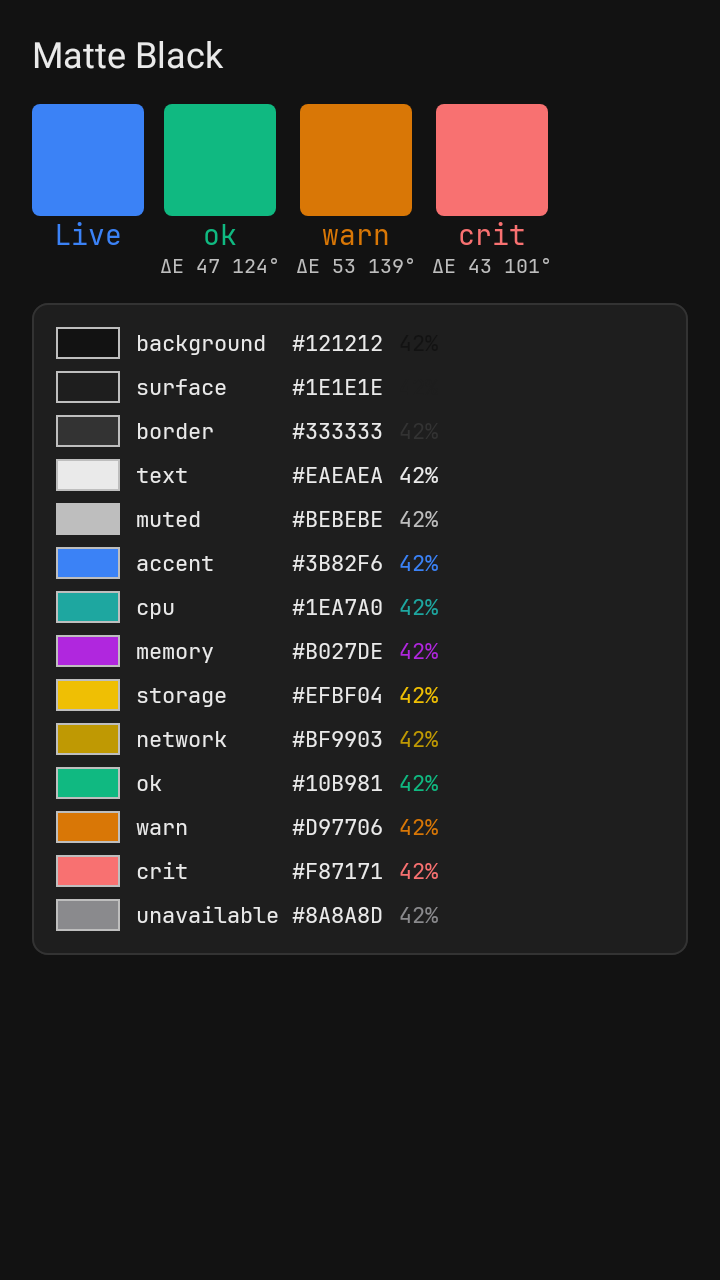 Matte Black
Live ok warn crit
ΔE 47 124° ΔE 53 139° ΔE 43 101°
background #121212 42%
surface #1E1E1E
border #333333 42%
text #EAEAEA 42%
muted #BEBEBE 42%
accent #3B82F6 42%
cpu #1EA7A0 42%
memory #B027DE 42%
storage #EFBF04 42%
network #BF9903 42%
ok #10B981 42%
warn #D97706 42%
crit #F87171 42%
unavailable #8A8A8D 42%